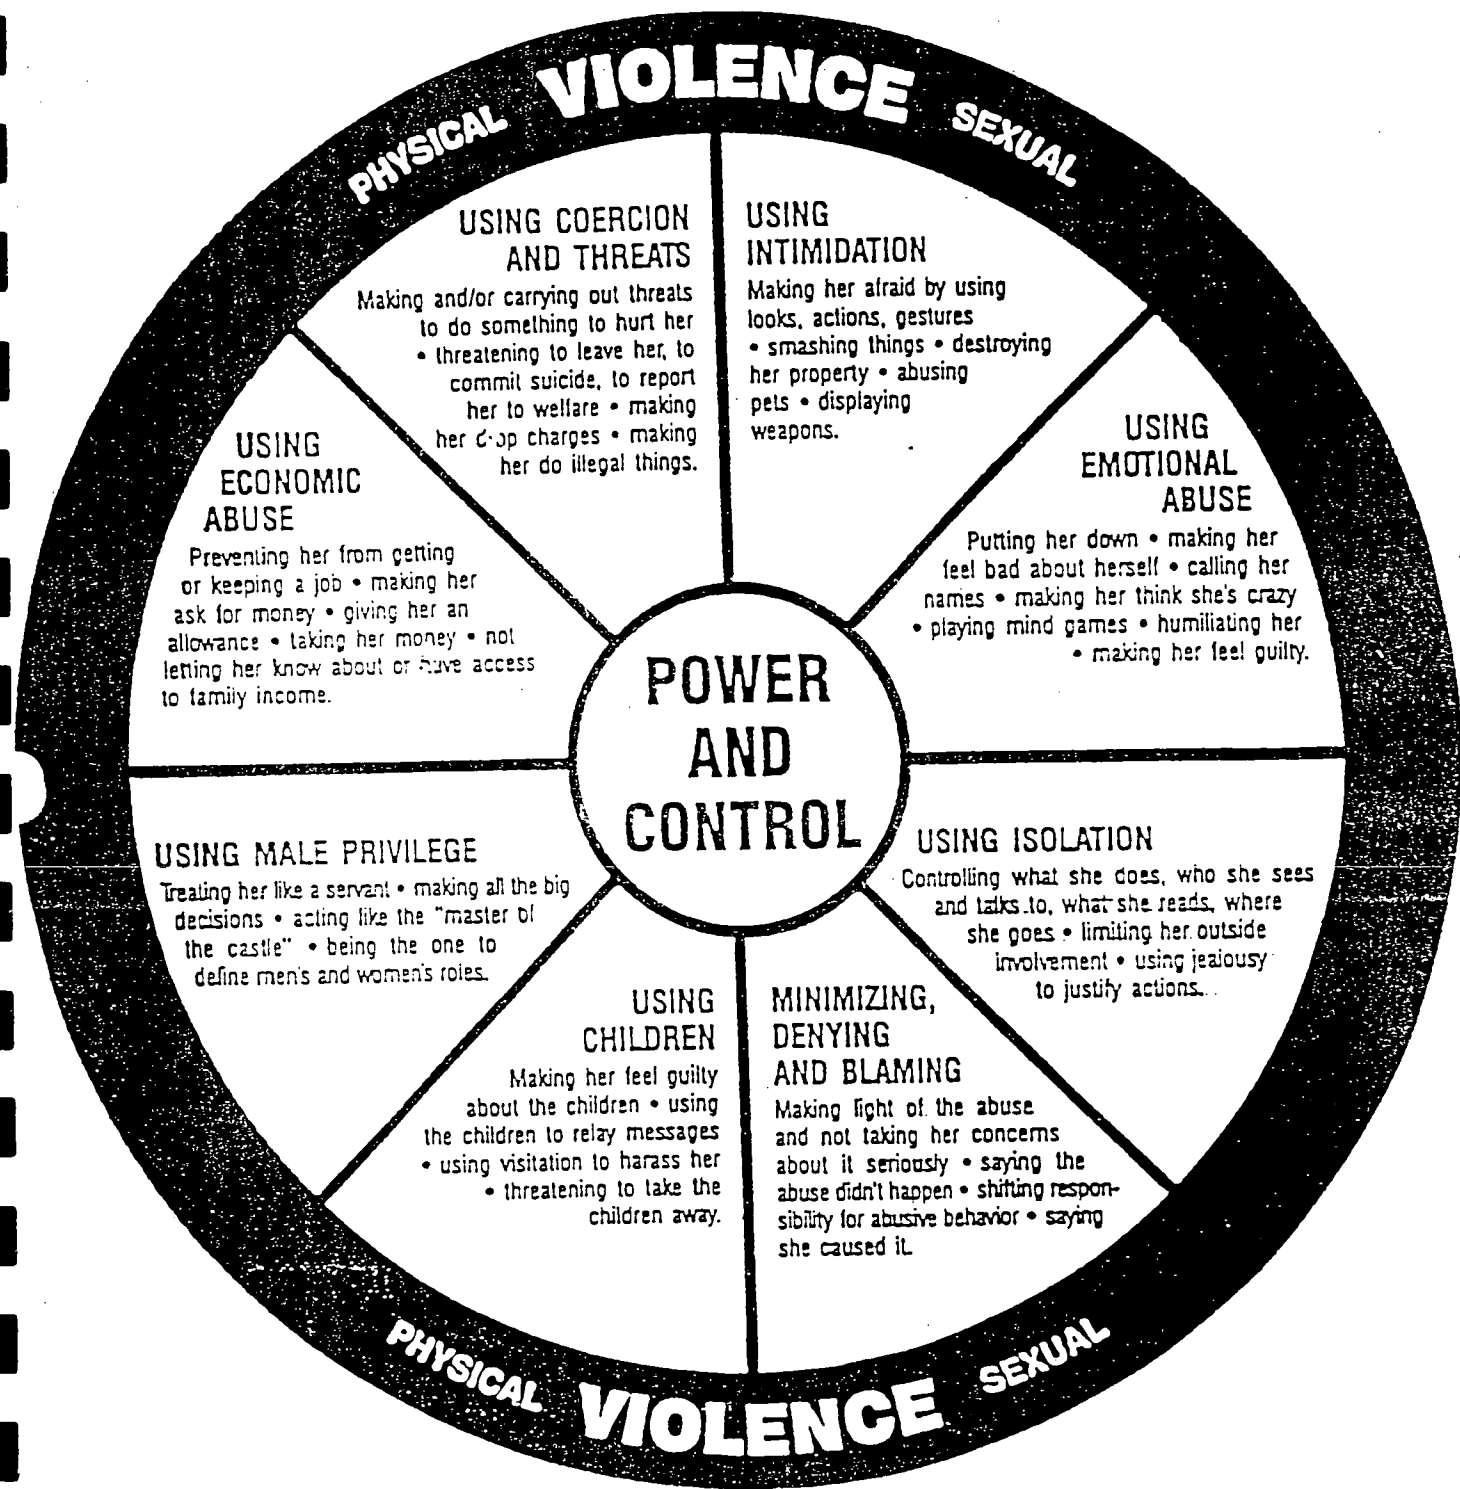 PHYSICAL VIOLENCE SEXUAL
USING COERCION
AND THREATS
Making and/or carrying out threats
to do something to hurt her
• threatening to leave her, to
commit suicide, to report
her to welfare • making
her drop charges • making
her do illegal things.
USING
INTIMIDATION
Making her afraid by using
looks, actions, gestures
• smashing things • destroying
her property • abusing
pets • displaying
weapons.
USING
EMOTIONAL
ABUSE
Putting her down • making her
feel bad about herself • calling her
names • making her think she's crazy
• playing mind games • humiliating her
• making her feel guilty.
USING ISOLATION
Controlling what she does, who she sees
and talks to, what she reads, where
she goes • limiting her outside
involvement • using jealousy
to justify actions.
MINIMIZING,
DENYING
AND BLAMING
Making light of the abuse
and not taking her concerns
about it seriously • saying the
abuse didn't happen • shifting respon-
sibility for abusive behavior • saying
she caused it.
USING
CHILDREN
Making her feel guilty
about the children • using
the children to relay messages
• using visitation to harass her
• threatening to take the
children away.
USING MALE PRIVILEGE
Treating her like a servant • making all the big
decisions • acting like the "master of
the castle" • being the one to
define men's and women's roles.
USING
ECONOMIC
ABUSE
Preventing her from getting
or keeping a job • making her
ask for money • giving her an
allowance • taking her money • not
letting her know about or have access
to family income.
POWER
AND
CONTROL
PHYSICAL VIOLENCE SEXUAL